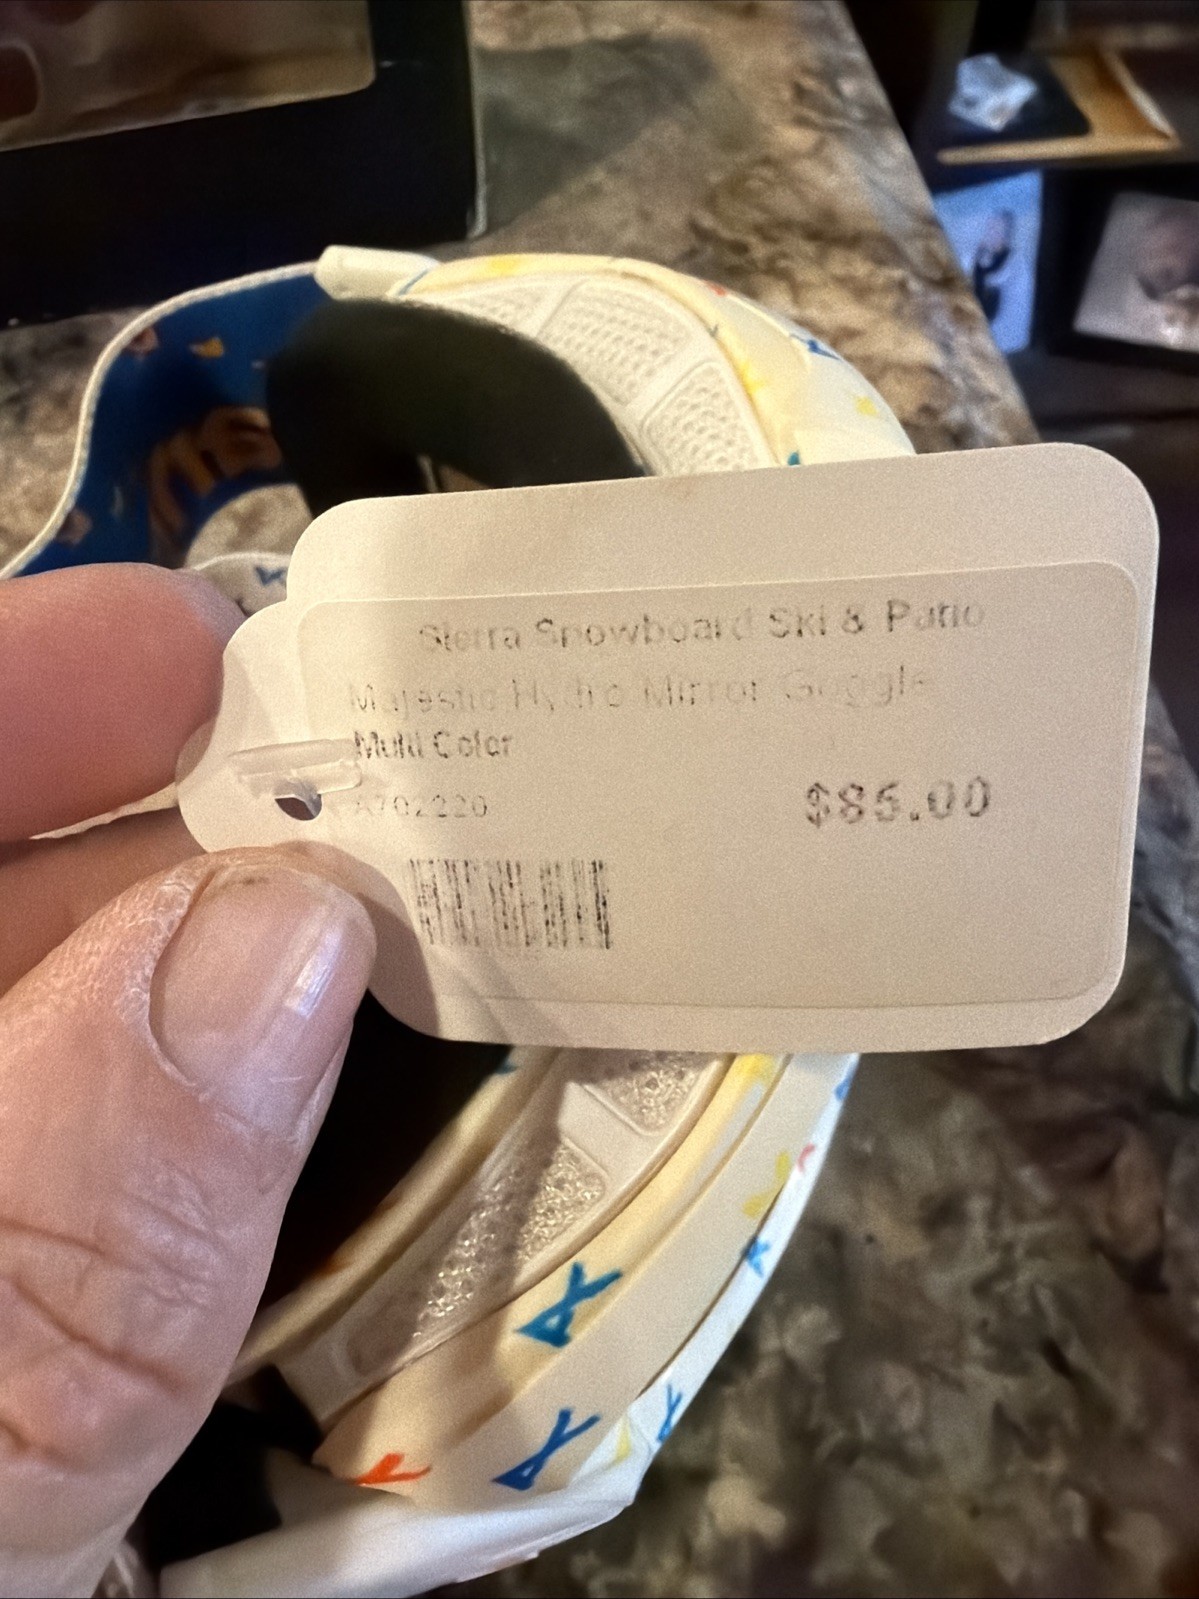 Sierra Snowboard Ski & Patio
Majestic Hydro Mirror Goggle
Multi Color
A702220
$85.00